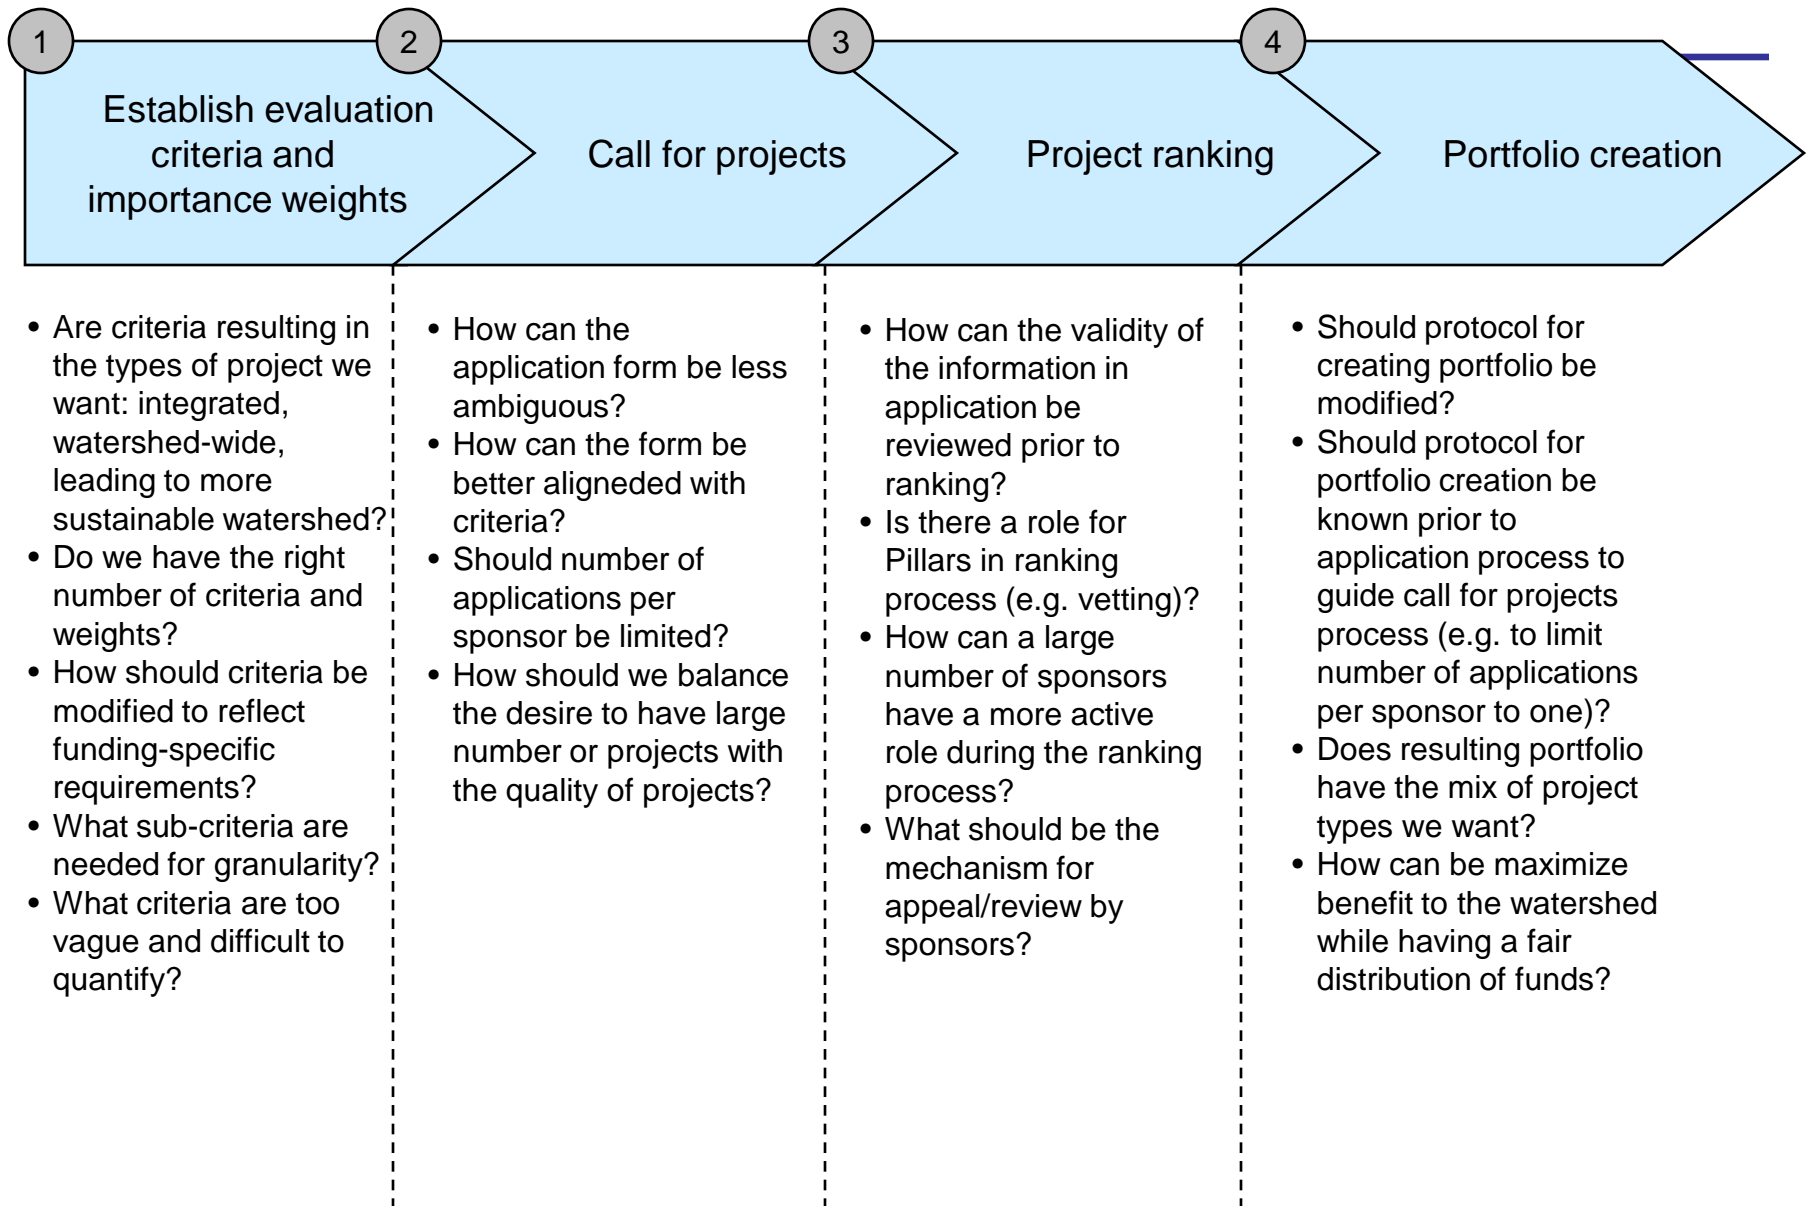 1
2
3
4
Establish evaluation
criteria and
importance weights
Call for projects
Project ranking
Portfolio creation
• Are criteria resulting in
the types of project we
want: integrated,
watershed-wide,
leading to more
sustainable watershed?
• Do we have the right
number of criteria and
weights?
• How should criteria be
modified to reflect
funding-specific
requirements?
• What sub-criteria are
needed for granularity?
• What criteria are too
vague and difficult to
quantify?
• How can the
application form be less
ambiguous?
• How can the form be
better aligneded with
criteria?
• Should number of
applications per
sponsor be limited?
• How should we balance
the desire to have large
number or projects with
the quality of projects?
• How can the validity of
the information in
application be
reviewed prior to
ranking?
• Is there a role for
Pillars in ranking
process (e.g. vetting)?
• How can a large
number of sponsors
have a more active
role during the ranking
process?
• What should be the
mechanism for
appeal/review by
sponsors?
• Should protocol for
creating portfolio be
modified?
• Should protocol for
portfolio creation be
known prior to
application process to
guide call for projects
process (e.g. to limit
number of applications
per sponsor to one)?
• Does resulting portfolio
have the mix of project
types we want?
• How can be maximize
benefit to the watershed
while having a fair
distribution of funds?